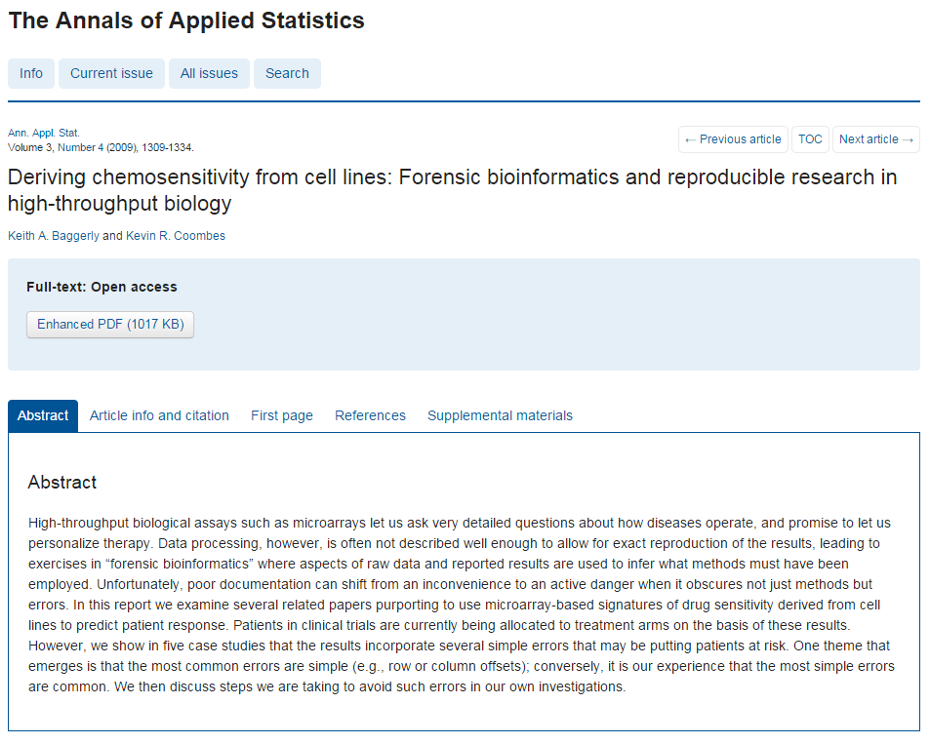 The Annals of Applied Statistics
Info Current issue All issues Search
Ann. Appl. Stat.
Volume 3, Number 4 (2009), 1309-1334.
← Previous article TOC Next article →
Deriving chemosensitivity from cell lines: Forensic bioinformatics and reproducible research in
high-throughput biology
Keith A. Baggerly and Kevin R. Coombes
Full-text: Open access
Enhanced PDF (1017 KB)
Abstract Article info and citation First page References Supplemental materials
Abstract
High-throughput biological assays such as microarrays let us ask very detailed questions about how diseases operate, and promise to let us
personalize therapy. Data processing, however, is often not described well enough to allow for exact reproduction of the results, leading to
exercises in “forensic bioinformatics” where aspects of raw data and reported results are used to infer what methods must have been
employed. Unfortunately, poor documentation can shift from an inconvenience to an active danger when it obscures not just methods but
errors. In this report we examine several related papers purporting to use microarray-based signatures of drug sensitivity derived from cell
lines to predict patient response. Patients in clinical trials are currently being allocated to treatment arms on the basis of these results.
However, we show in five case studies that the results incorporate several simple errors that may be putting patients at risk. One theme that
emerges is that the most common errors are simple (e.g., row or column offsets); conversely, it is our experience that the most simple errors
are common. We then discuss steps we are taking to avoid such errors in our own investigations.